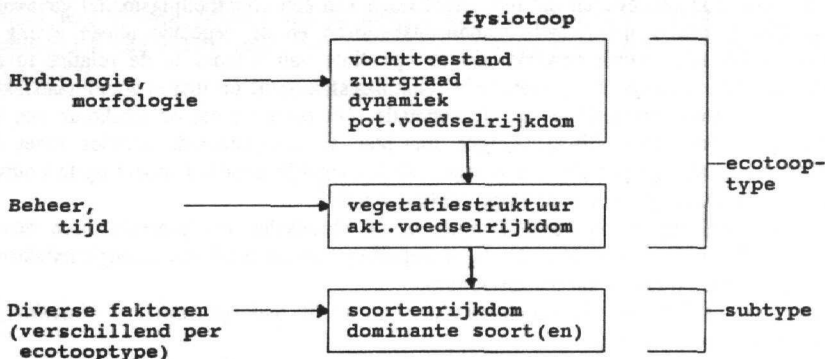 fysiotoop
Hydrologie,
morfologie
vochttoestand
zuurgraad
dynamiek
pot.voedselrijkdom
ecotoop-
type
Beheer,
tijd
vegetatiestruktuur
akt.voedselrijkdom
Diverse faktoren
(verschillend per
ecotooptype)
soortenrijkdom
dominante soort(en)
subtype